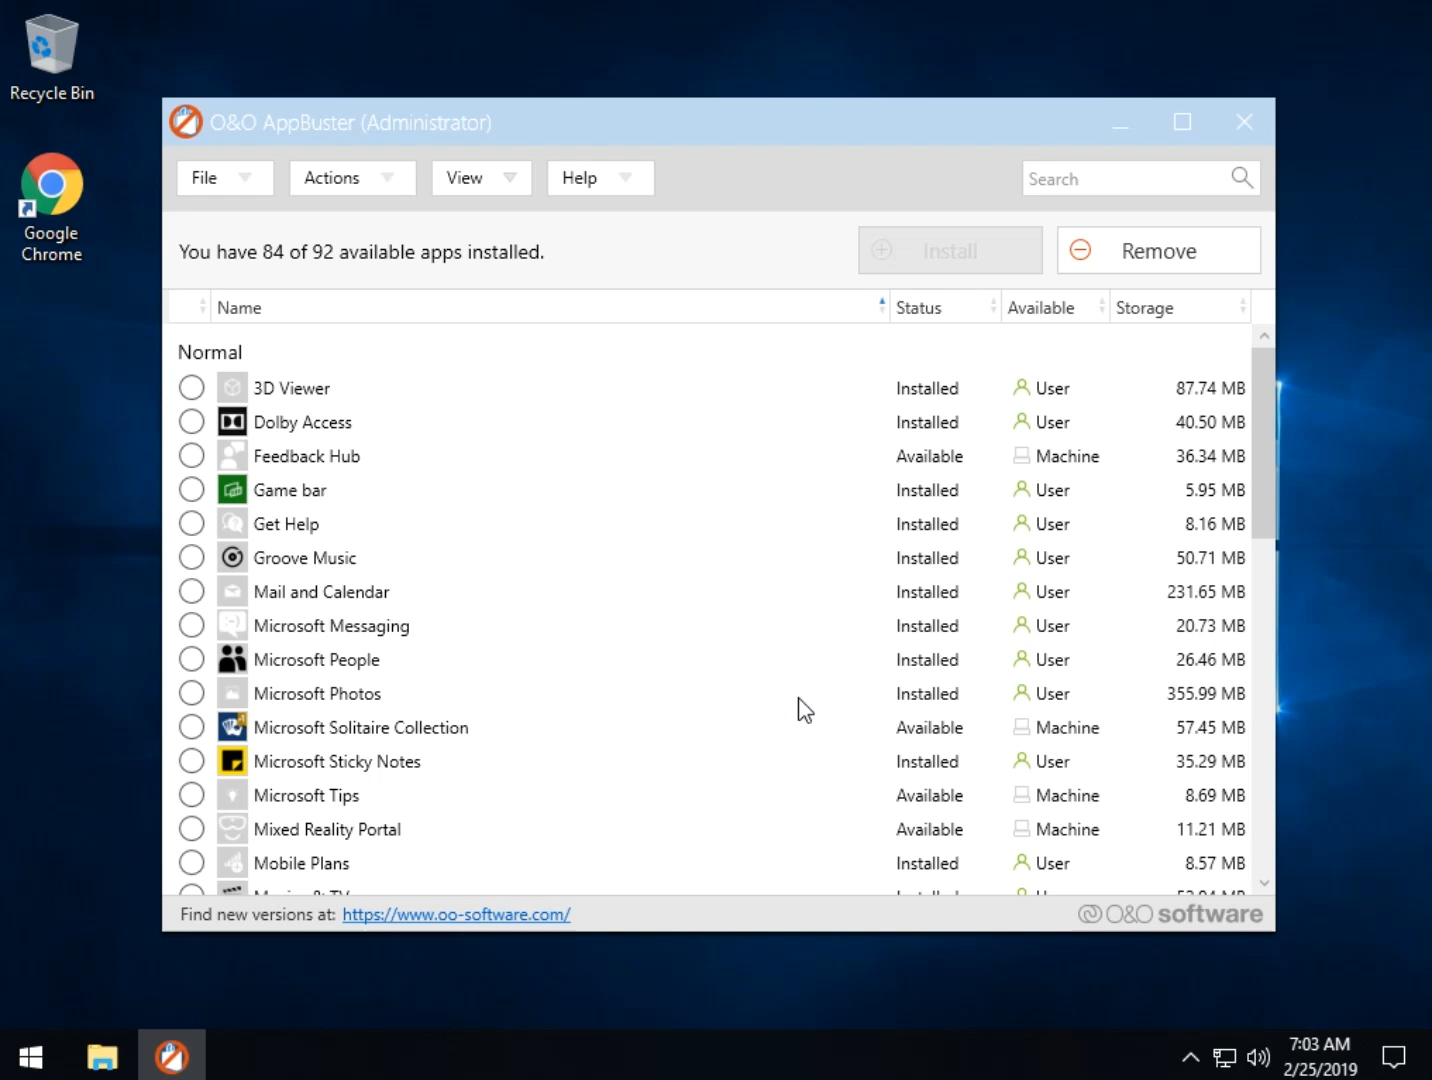 Recycle Bin
Google
Chrome
O&O AppBuster (Administrator)
File Actions View Help Search
You have 84 of 92 available apps installed. Install Remove
Name Status Available Storage
Normal
3D Viewer Installed User 87.74 MB
Dolby Access Installed User 40.50 MB
Feedback Hub Available Machine 36.34 MB
Game bar Installed User 5.95 MB
Get Help Installed User 8.16 MB
Groove Music Installed User 50.71 MB
Mail and Calendar Installed User 231.65 MB
Microsoft Messaging Installed User 20.73 MB
Microsoft People Installed User 26.46 MB
Microsoft Photos Installed User 355.99 MB
Microsoft Solitaire Collection Available Machine 57.45 MB
Microsoft Sticky Notes Installed User 35.29 MB
Microsoft Tips Available Machine 8.69 MB
Mixed Reality Portal Available Machine 11.21 MB
Mobile Plans Installed User 8.57 MB
Find new versions at: https://www.oo-software.com/ O&O software
7:03 AM
2/25/2019